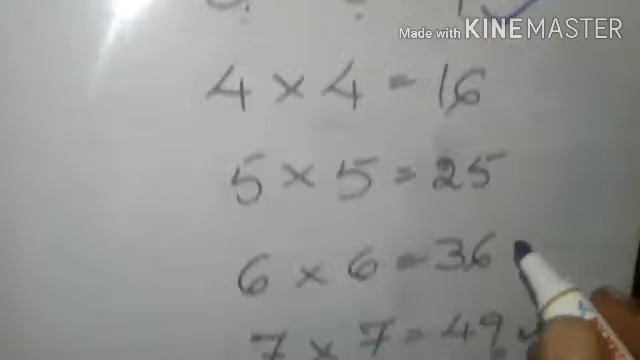 Made with KINEMASTER
4 × 4 = 16
5 × 5 = 25
6 × 6 = 36
7 × 7 = 49